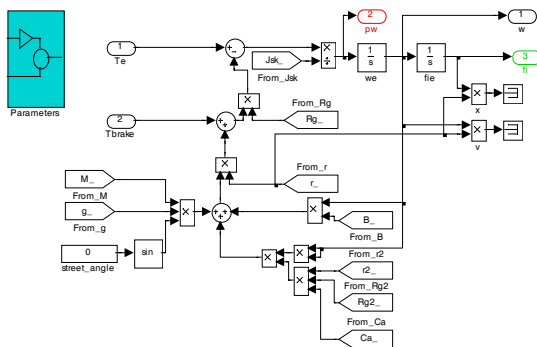 2
pw
1
w
1
Te
Jsk_
From_Jsk
1
s
we
1
s
fie
3
fi
Parameters
x
From_Rg
Rg_
2
Tbrake
v
From_r
r_
M_
From_M
g_
From_g
B_
From_B
0
street_angle
sin
From_r2
r2_
From_Rg2
Rg2_
From_Ca
Ca_